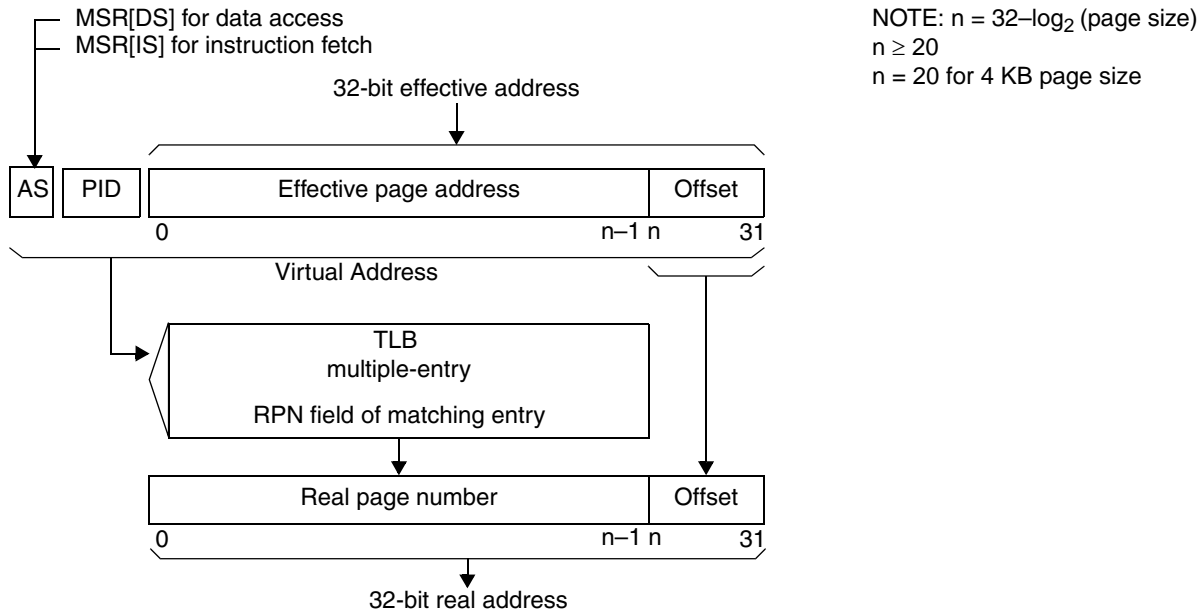 MSR[DS] for data access
MSR[IS] for instruction fetch
NOTE: n = 32–log₂ (page size)
n ≥ 20
n = 20 for 4 KB page size
32-bit effective address
AS PID Effective page address Offset
0 n–1 n 31
Virtual Address
TLB
multiple-entry
RPN field of matching entry
Real page number Offset
0 n–1 n 31
32-bit real address